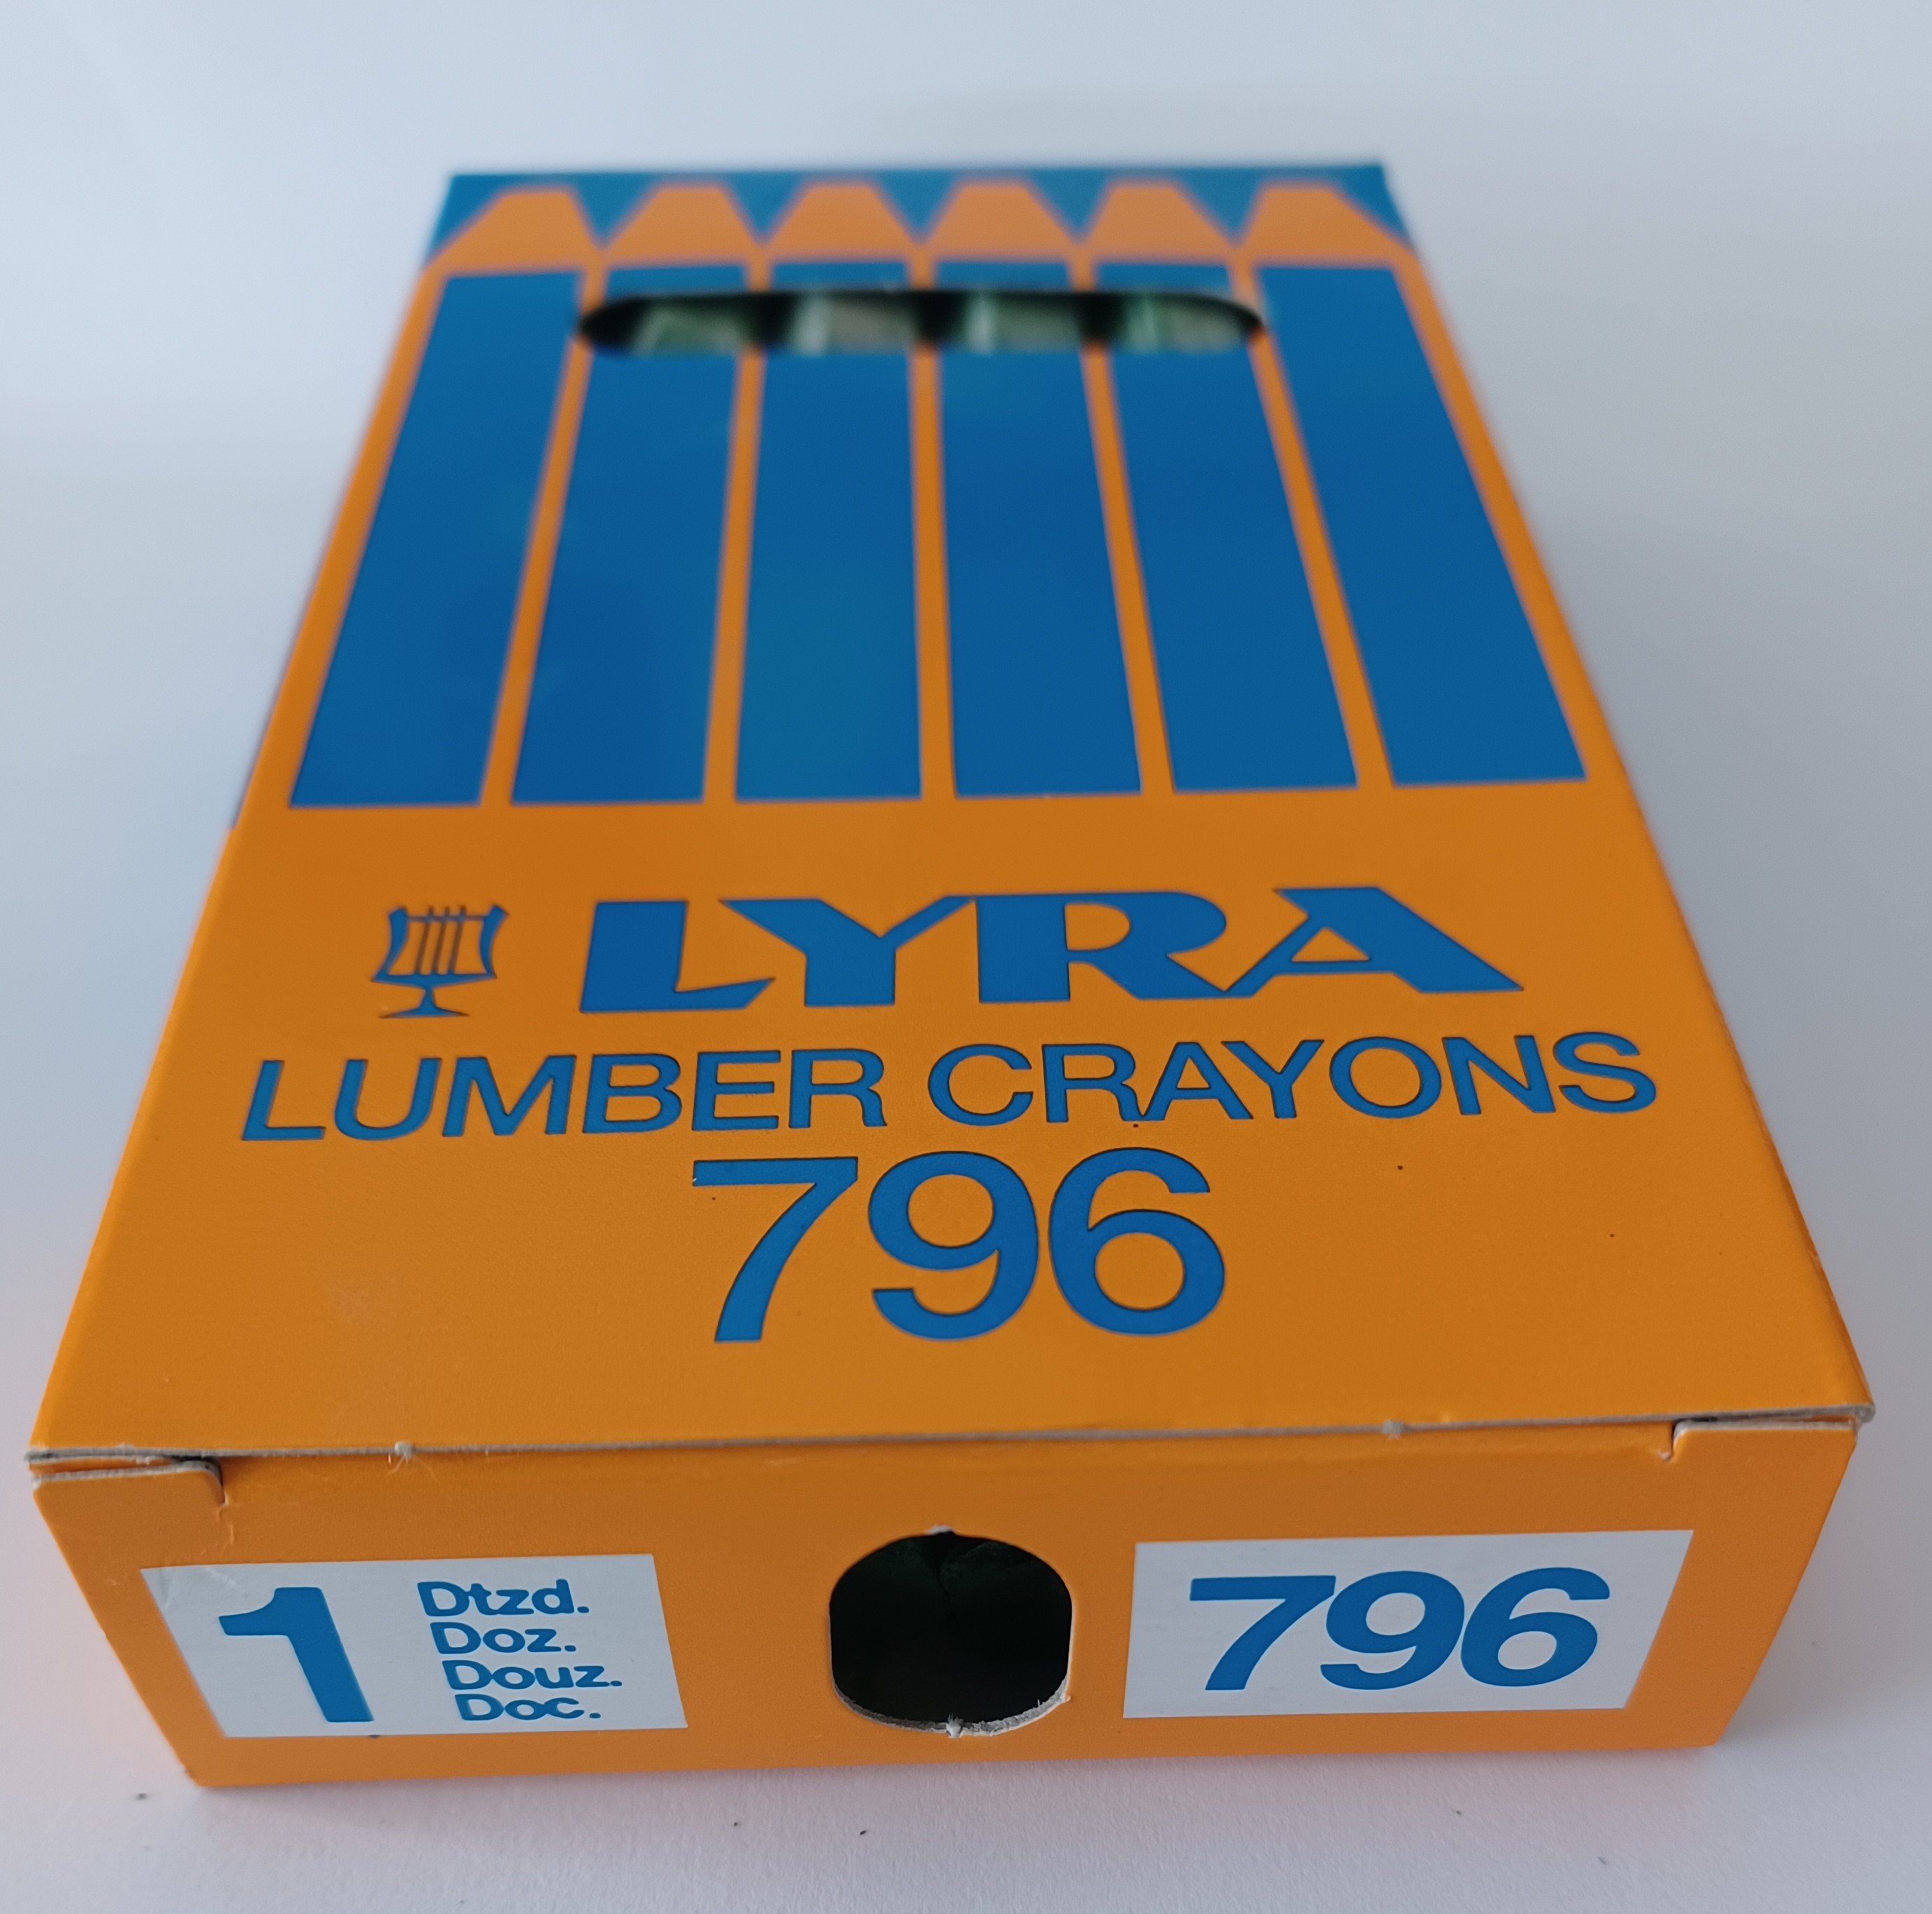 LYRA
LUMBER CRAYONS
796
1
Dtzd.
Doz.
Douz.
Doc.
796